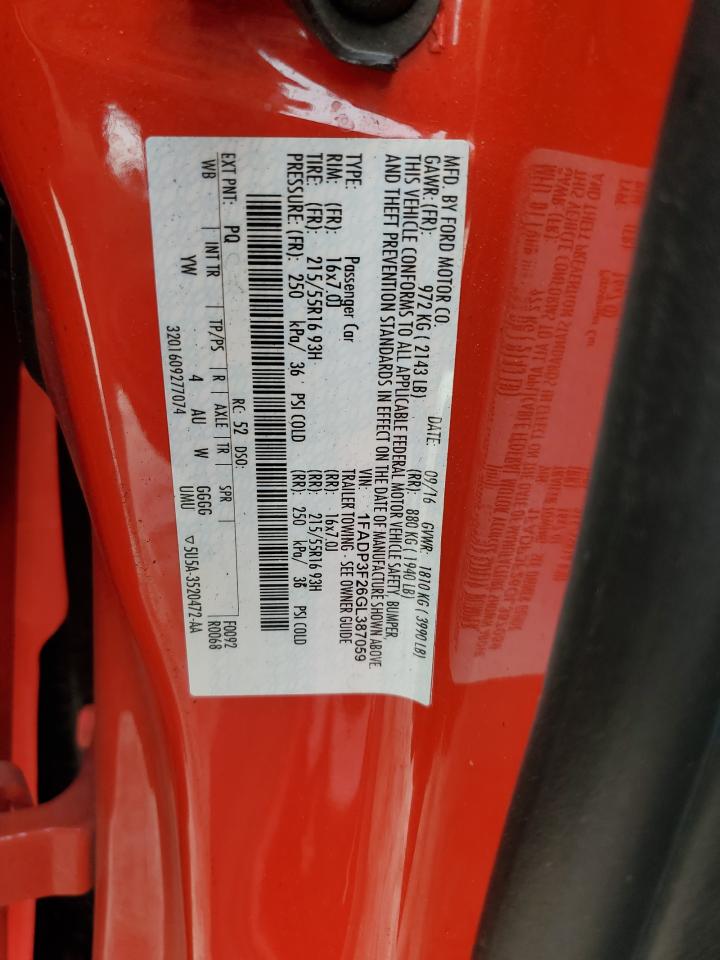 MFD. BY FORD MOTOR CO.
DATE: 09/16 GVWR: 1810 KG ( 3990 LB)
GAWR: (FR): 972 KG ( 2143 LB) (RR): 880 KG ( 1940 LB)
THIS VEHICLE CONFORMS TO ALL APPLICABLE FEDERAL MOTOR VEHICLE SAFETY, BUMPER
AND THEFT PREVENTION STANDARDS IN EFFECT ON THE DATE OF MANUFACTURE SHOWN ABOVE.
VIN: 1FADP3F26GL387059
TYPE: Passenger Car TRAILER TOWING - SEE OWNER GUIDE
RIM: (FR): 16x7.0J (RR): 16x7.0J
TIRE: (FR): 215/55R16 93H (RR): 215/55R16 93H
PRESSURE: (FR): 250 kPa/ 36 PSI COLD (RR): 250 kPa/ 36 PSI COLD
EXT PNT: PQ RC: 52 DSO: F0092
WB INT TR TP/PS R AXLE TR SPR R0068
YW 4 AU W GGGG
UMU
3201609277074 ▽5U5A-3520472-AA